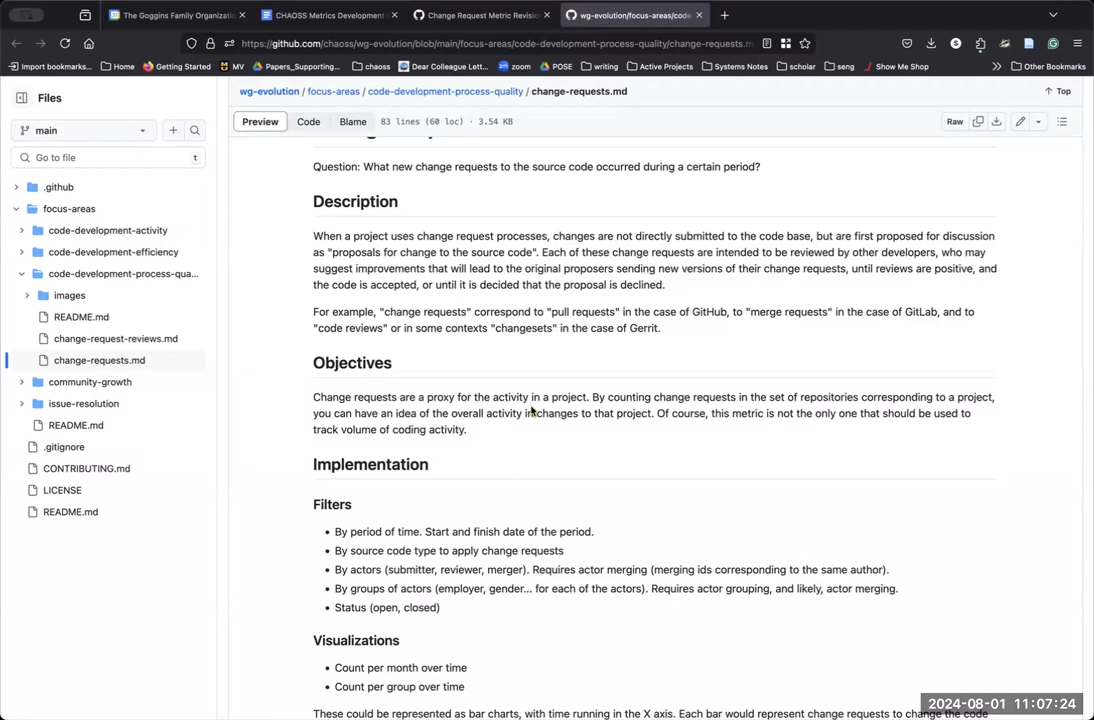 The Goggins Family Organizatio
CHAOSS Metrics Development
Change Request Metric Revision
wg-evolution/focus-areas/code-
https://github.com/chaoss/wg-evolution/blob/main/focus-areas/code-development-process-quality/change-requests.m
Import bookmarks...
Home
Getting Started
MV
Papers_Supporting...
chaoss
Dear Colleague Lett...
zoom
POSE
writing
Active Projects
Systems Notes
scholar
seng
Show Me Shop
Other Bookmarks
Files
wg-evolution / focus-areas / code-development-process-quality / change-requests.md
Top
main
Preview
Code
Blame
83 lines (60 loc) · 3.54 KB
Raw
Go to file
t
.github
focus-areas
code-development-activity
code-development-efficiency
code-development-process-qua...
images
README.md
change-request-reviews.md
change-requests.md
community-growth
issue-resolution
README.md
.gitignore
CONTRIBUTING.md
LICENSE
README.md
Question: What new change requests to the source code occurred during a certain period?
Description
When a project uses change request processes, changes are not directly submitted to the code base, but are first proposed for discussion
as "proposals for change to the source code". Each of these change requests are intended to be reviewed by other developers, who may
suggest improvements that will lead to the original proposers sending new versions of their change requests, until reviews are positive, and
the code is accepted, or until it is decided that the proposal is declined.
For example, "change requests" correspond to "pull requests" in the case of GitHub, to "merge requests" in the case of GitLab, and to
"code reviews" or in some contexts "changesets" in the case of Gerrit.
Objectives
Change requests are a proxy for the activity in a project. By counting change requests in the set of repositories corresponding to a project,
you can have an idea of the overall activity in changes to that project. Of course, this metric is not the only one that should be used to
track volume of coding activity.
Implementation
Filters
By period of time. Start and finish date of the period.
By source code type to apply change requests
By actors (submitter, reviewer, merger). Requires actor merging (merging ids corresponding to the same author).
By groups of actors (employer, gender... for each of the actors). Requires actor grouping, and likely, actor merging.
Status (open, closed)
Visualizations
Count per month over time
Count per group over time
These could be represented as bar charts, with time running in the X axis. Each bar would represent change requests to change the code
2024-08-01 11:07:24